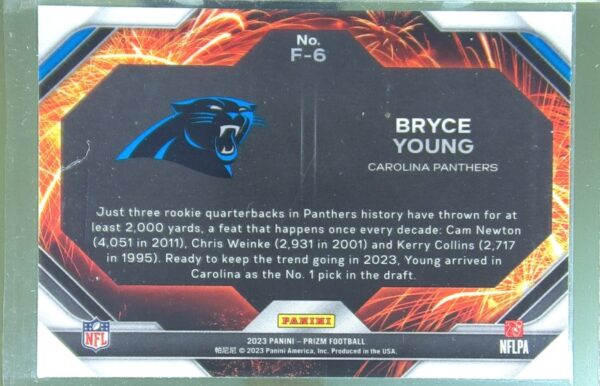 No.
F-6
BRYCE
YOUNG
CAROLINA PANTHERS
Just three rookie quarterbacks in Panthers history have thrown for at
least 2,000 yards, a feat that happens once every decade: Cam Newton
(4,051 in 2011), Chris Weinke (2,931 in 2001) and Kerry Collins (2,717
in 1995). Ready to keep the trend going in 2023, Young arrived in
Carolina as the No. 1 pick in the draft.
PANINI
2023 PANINI – PRIZM FOOTBALL
帕尼尼 © 2023 Panini America, Inc. Produced in the USA.
NFL
NFLPA